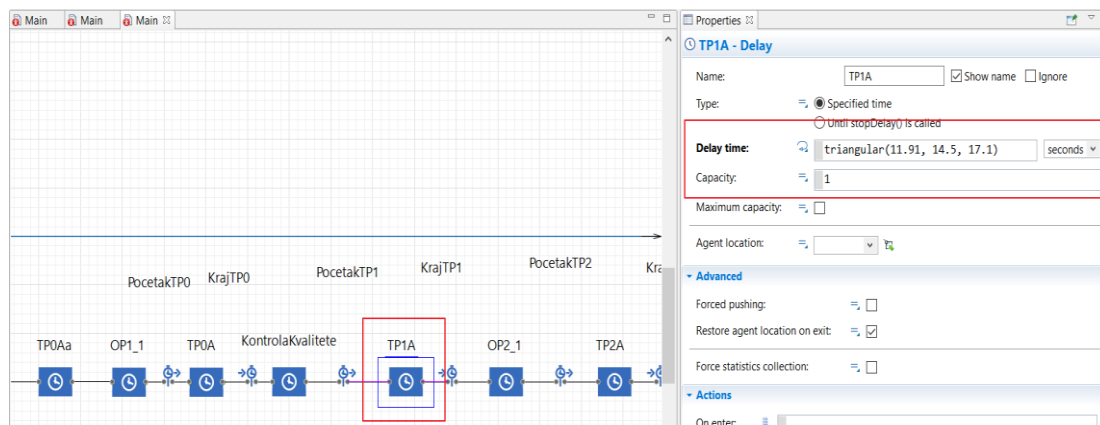 Main Main Main
PocetakTP0 KrajTP0 PocetakTP1 KrajTP1 PocetakTP2 Kra
TP0Aa OP1_1 TP0A KontrolaKvalitete TP1A OP2_1 TP2A
Properties
TP1A - Delay
Name: TP1A Show name Ignore
Type: Specified time
Until stopDelay() is called
Delay time: triangular(11.91, 14.5, 17.1) seconds
Capacity: 1
Maximum capacity:
Agent location:
Advanced
Forced pushing:
Restore agent location on exit:
Force statistics collection:
Actions
On enter: